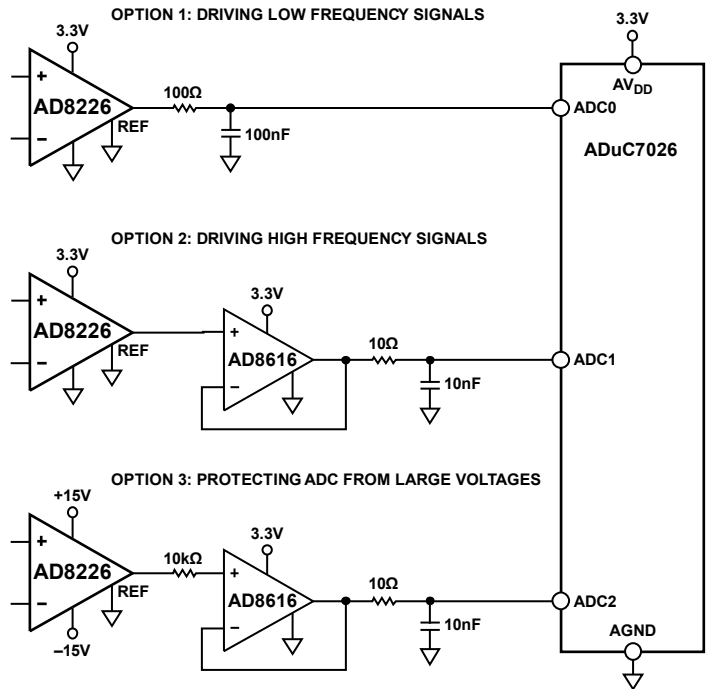 OPTION 1: DRIVING LOW FREQUENCY SIGNALS
3.3V
3.3V
AVDD
+
AD8226
−
REF
100Ω
100nF
ADC0
ADuC7026
OPTION 2: DRIVING HIGH FREQUENCY SIGNALS
3.3V
+
AD8226
−
REF
3.3V
+
AD8616
−
10Ω
10nF
ADC1
OPTION 3: PROTECTING ADC FROM LARGE VOLTAGES
+15V
+
AD8226
−
REF
−15V
10kΩ
3.3V
+
AD8616
−
10Ω
10nF
ADC2
AGND